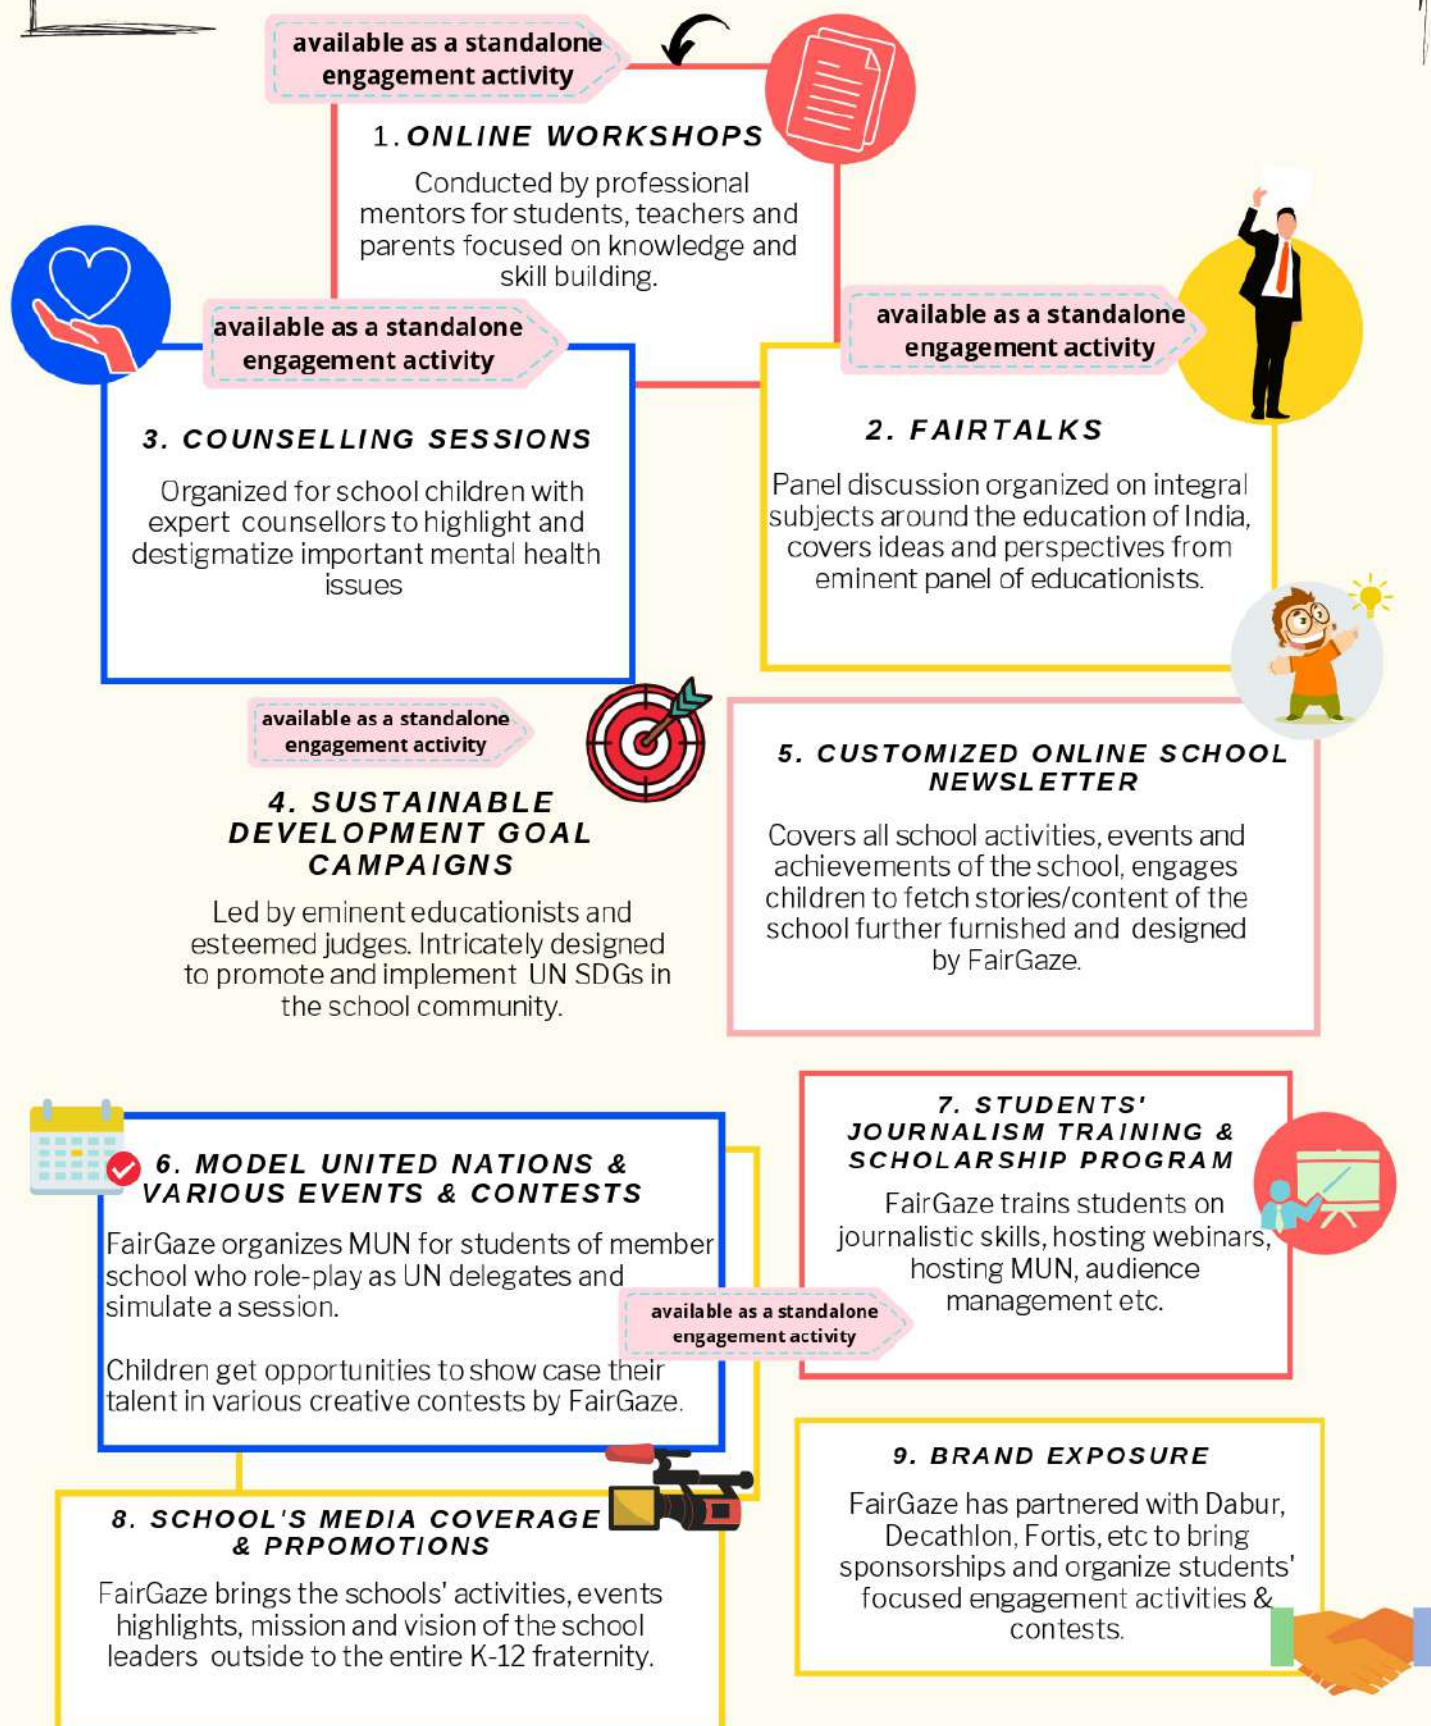 available as a standalone
engagement activity
1. ONLINE WORKSHOPS
Conducted by professional
mentors for students, teachers and
parents focused on knowledge and
skill building.
available as a standalone
engagement activity
2. FAIRTALKS
Panel discussion organized on integral
subjects around the education of India,
covers ideas and perspectives from
eminent panel of educationists.
available as a standalone
engagement activity
3. COUNSELLING SESSIONS
Organized for school children with
expert counsellors to highlight and
destigmatize important mental health
issues
available as a standalone
engagement activity
4. SUSTAINABLE
DEVELOPMENT GOAL
CAMPAIGNS
Led by eminent educationists and
esteemed judges. Intricately designed
to promote and implement UN SDGs in
the school community.
5. CUSTOMIZED ONLINE SCHOOL
NEWSLETTER
Covers all school activities, events and
achievements of the school, engages
children to fetch stories/content of the
school further furnished and designed
by FairGaze.
6. MODEL UNITED NATIONS &
VARIOUS EVENTS & CONTESTS
FairGaze organizes MUN for students of member
school who role-play as UN delegates and
simulate a session.
Children get opportunities to show case their
talent in various creative contests by FairGaze.
available as a standalone
engagement activity
7. STUDENTS'
JOURNALISM TRAINING &
SCHOLARSHIP PROGRAM
FairGaze trains students on
journalistic skills, hosting webinars,
hosting MUN, audience
management etc.
8. SCHOOL'S MEDIA COVERAGE
& PRPOMOTIONS
FairGaze brings the schools' activities, events
highlights, mission and vision of the school
leaders outside to the entire K-12 fraternity.
9. BRAND EXPOSURE
FairGaze has partnered with Dabur,
Decathlon, Fortis, etc to bring
sponsorships and organize students'
focused engagement activities &
contests.